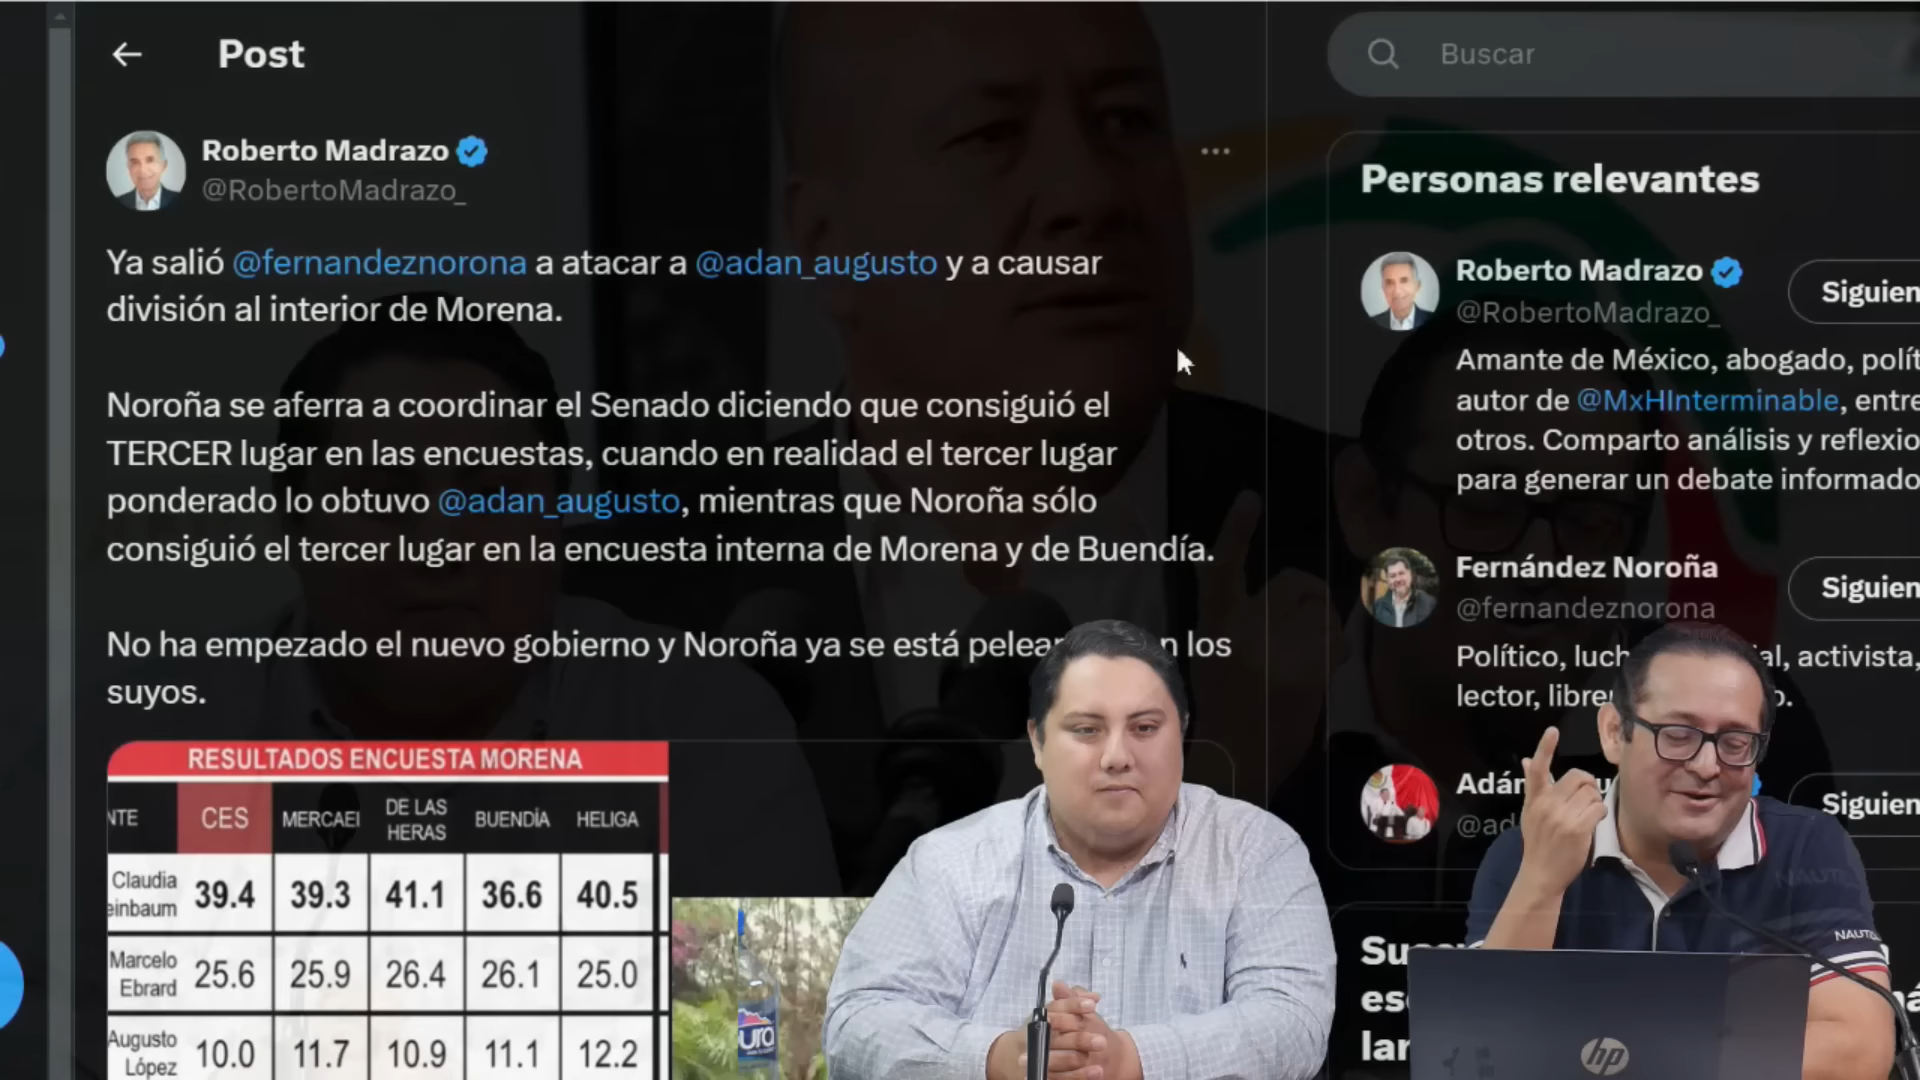 Post
Buscar
Roberto Madrazo
@RobertoMadrazo_
Ya salió @fernandeznorona a atacar a @adan_augusto y a causar
división al interior de Morena.
Noroña se aferra a coordinar el Senado diciendo que consiguió el
TERCER lugar en las encuestas, cuando en realidad el tercer lugar
ponderado lo obtuvo @adan_augusto, mientras que Noroña sólo
consiguió el tercer lugar en la encuesta interna de Morena y de Buendía.
No ha empezado el nuevo gobierno y Noroña ya se está pelear n los
suyos.
RESULTADOS ENCUESTA MORENA
NTE CES MERCAEI DE LAS HERAS BUENDÍA HELIGA
Claudia einbaum 39.4 39.3 41.1 36.6 40.5
Marcelo Ebrard 25.6 25.9 26.4 26.1 25.0
Augusto López 10.0 11.7 10.9 11.1 12.2
Personas relevantes
Roberto Madrazo
@RobertoMadrazo_
Siguien
Amante de México, abogado, polít
autor de @MxHInterminable, entre
otros. Comparto análisis y reflexio
para generar un debate informado
Fernández Noroña
@fernandeznorona
Siguien
Político, luch al, activista,
lector, libre o.
Adán
@ad
Siguien
Su
es
lar
NAUTI
hp